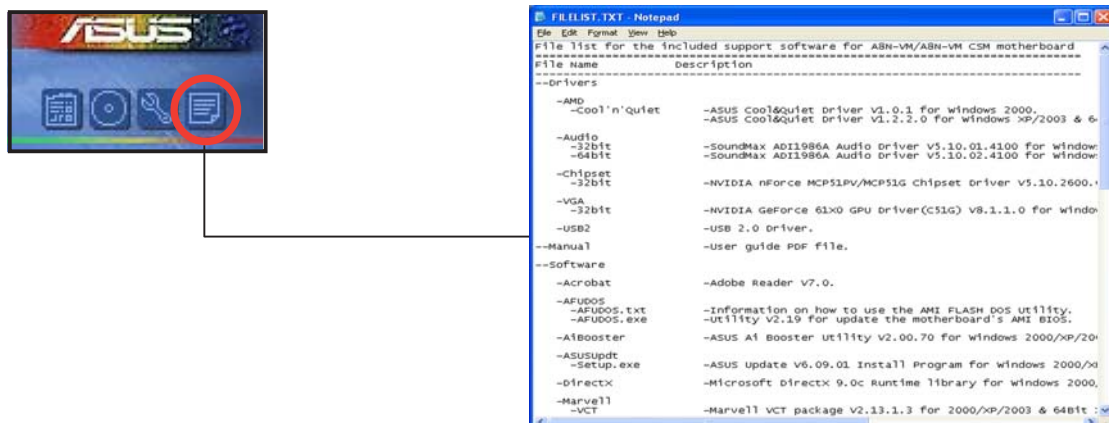 ASUS
FILELIST.TXT - Notepad
File Edit Format View Help
File list for the included support software for A8N-VM/A8N-VM CSM motherboard
================================================================================
File Name Description
================================================================================
--Drivers
-AMD
-Cool'n'Quiet -ASUS Cool&Quiet Driver V1.0.1 for Windows 2000.
-ASUS Cool&Quiet Driver V1.2.2.0 for Windows XP/2003 & 6
-Audio
-32bit -SoundMax ADI1986A Audio Driver V5.10.01.4100 for Window
-64bit -SoundMax ADI1986A Audio Driver V5.10.02.4100 for Window
-Chipset
-32bit -NVIDIA nForce MCP51PV/MCP51G Chipset Driver V5.10.2600.
-VGA
-32bit -NVIDIA GeForce 61X0 GPU Driver(C51G) V8.1.1.0 for Windo
-USB2 -USB 2.0 Driver.
--Manual -User guide PDF file.
--Software
-Acrobat -Adobe Reader V7.0.
-AFUDOS
-AFUDOS.txt -Information on how to use the AMI FLASH DOS Utility.
-AFUDOS.exe -Utility V2.19 for update the motherboard's AMI BIOS.
-AiBooster -ASUS Ai Booster Utility V2.00.70 for Windows 2000/XP/20
-ASUSUpdt
-Setup.exe -ASUS Update V6.09.01 Install Program for Windows 2000/X
-DirectX -Microsoft DirectX 9.0c Runtime library for Windows 2000,
-Marvell
-VCT -Marvell VCT package V2.13.1.3 for 2000/XP/2003 & 64Bit